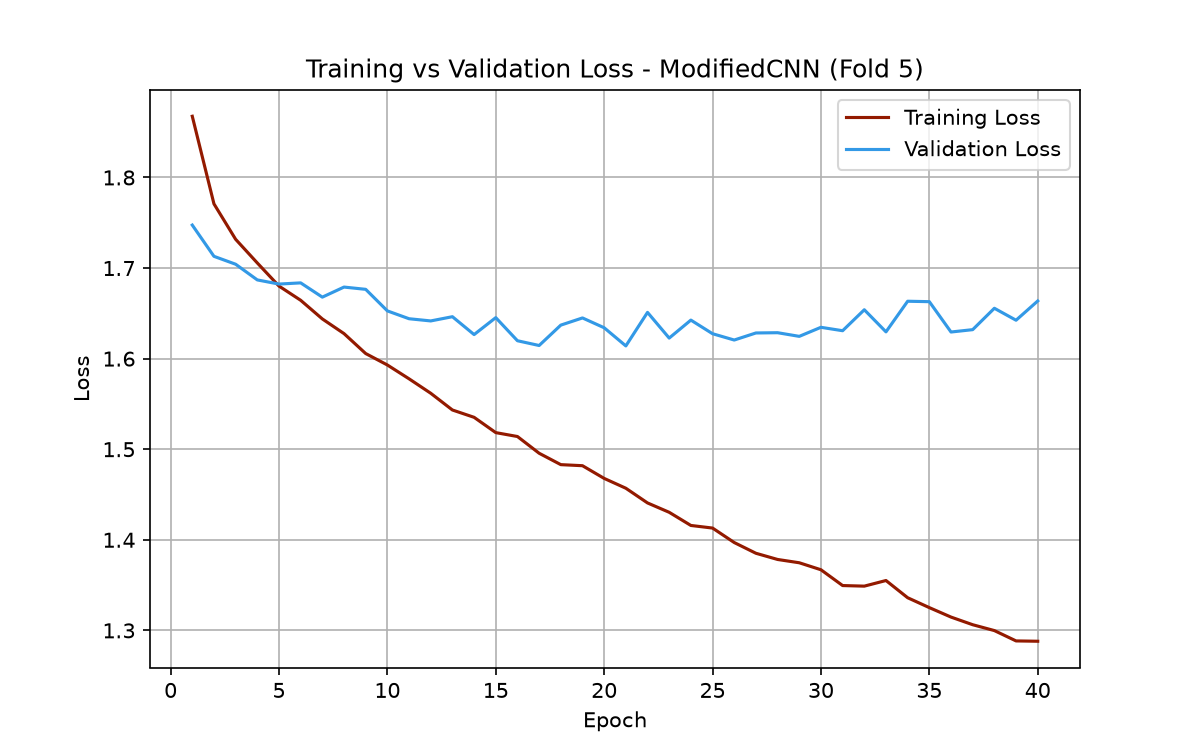 Training vs Validation Loss - ModifiedCNN (Fold 5)
Training Loss
Validation Loss
1.8
1.7
1.6
1.5
1.4
1.3
Loss
0 5 10 15 20 25 30 35 40
Epoch